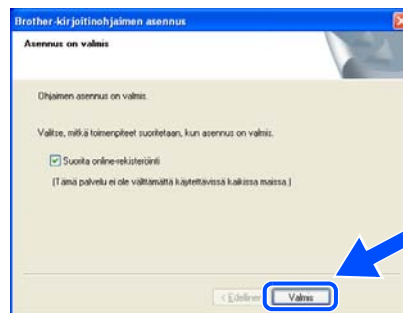 Brother-kirjoitinohjaimen asennus
Asennus on valmis
Ohjaimen asennus on valmis.
Valitse, mitkä toimenpiteet suoritetaan, kun asennus on valmis.
Suorita online-rekisteröinti
(Tämä palvelu ei ole välttämättä käytettävissä kaikissa maissa.)
< Edellinen
Valmis